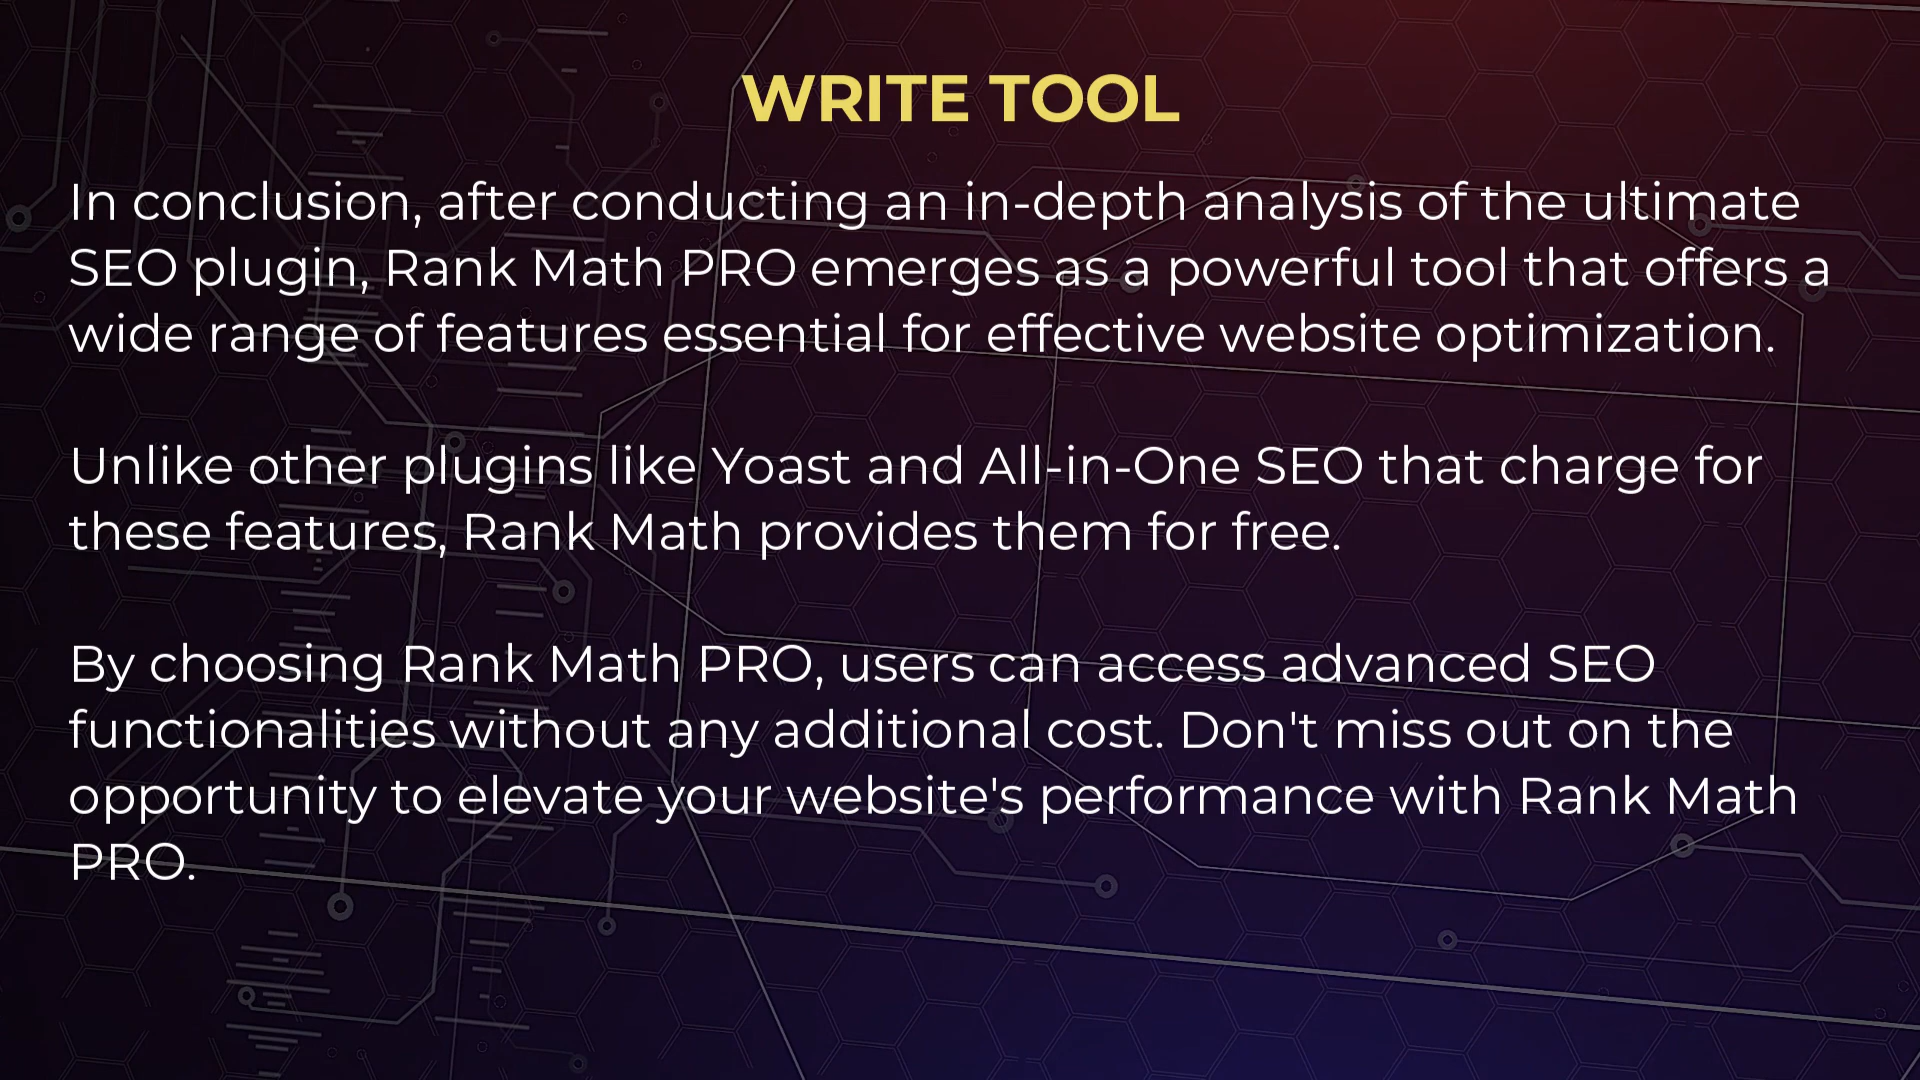 WRITE TOOL
In conclusion, after conducting an in-depth analysis of the ultimate
SEO plugin, Rank Math PRO emerges as a powerful tool that offers a
wide range of features essential for effective website optimization.
Unlike other plugins like Yoast and All-in-One SEO that charge for
these features, Rank Math provides them for free.
By choosing Rank Math PRO, users can access advanced SEO
functionalities without any additional cost. Don't miss out on the
opportunity to elevate your website's performance with Rank Math
PRO.